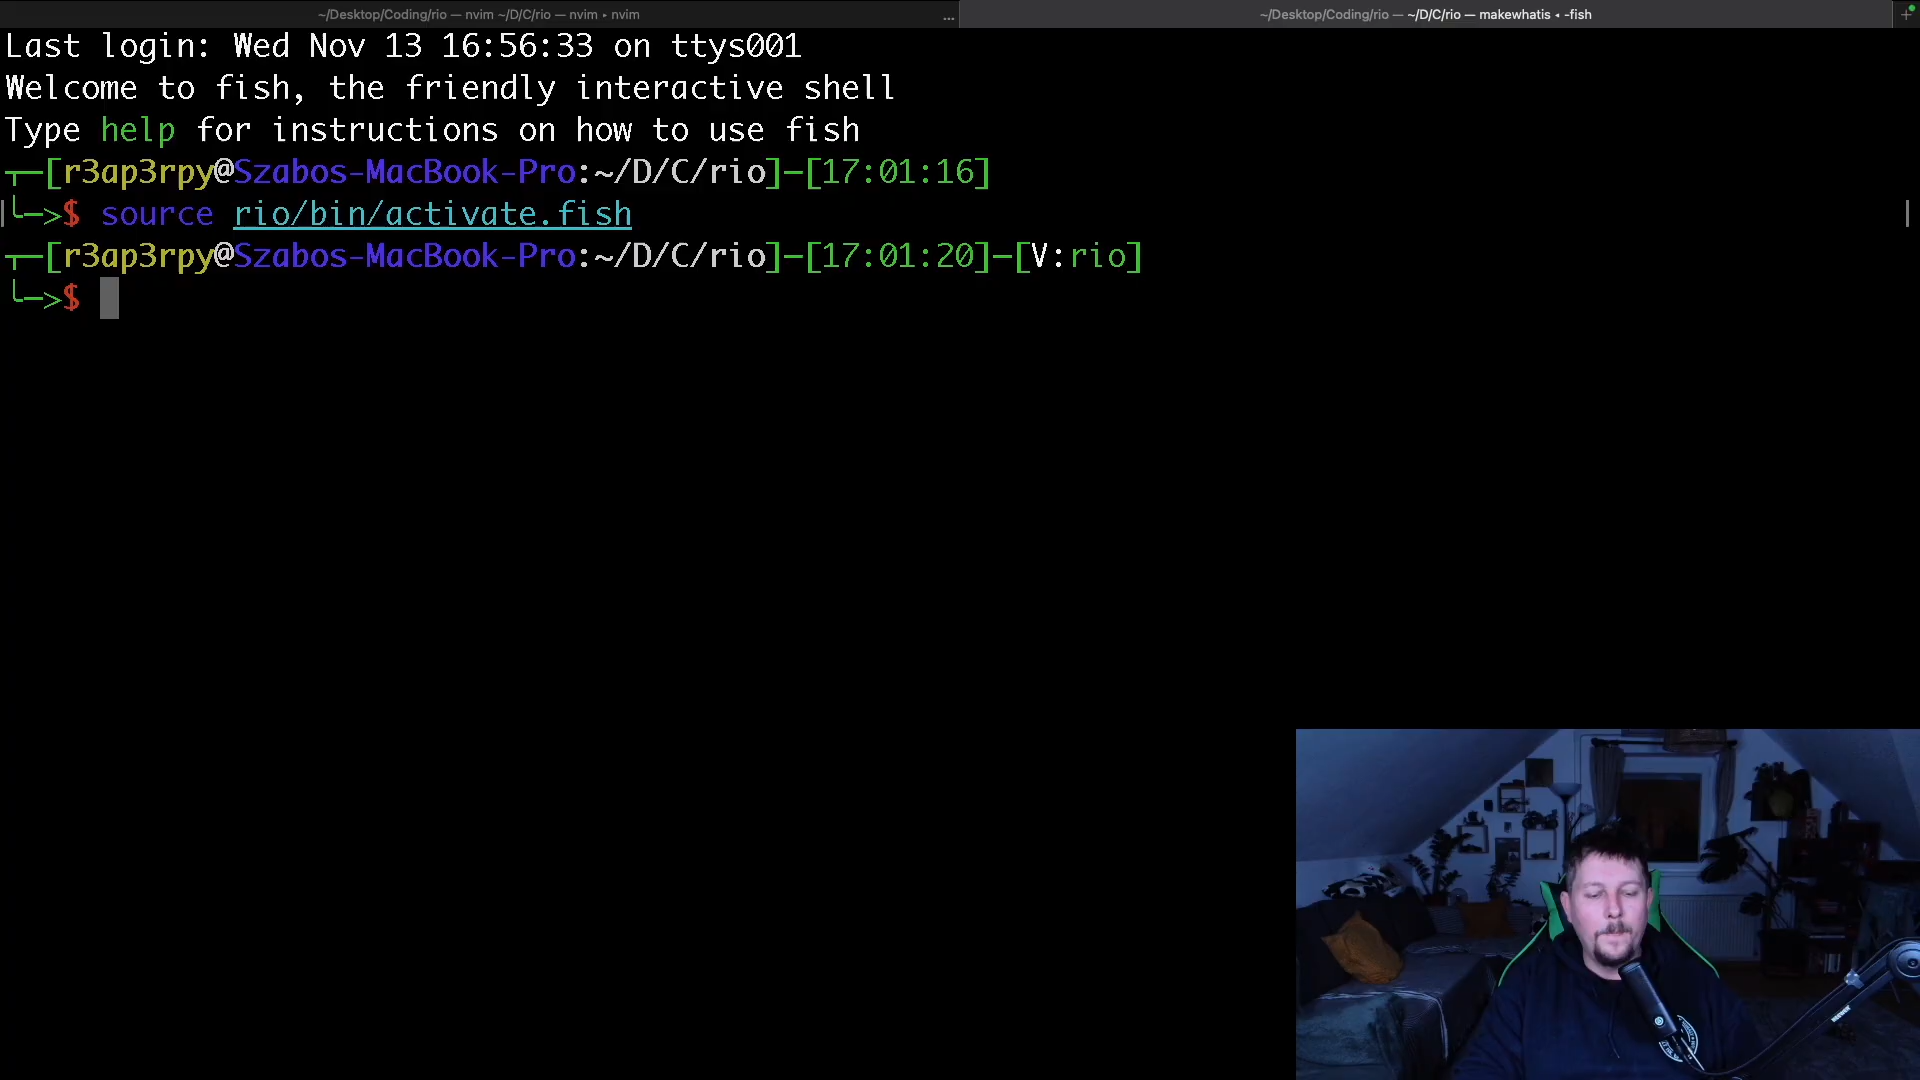 ~/Desktop/Coding/rio — nvim ~/D/C/rio — nvim ‣ nvim
...
~/Desktop/Coding/rio — ~/D/C/rio — makewhatis ◂ -fish
+
Last login: Wed Nov 13 16:56:33 on ttys001
Welcome to fish, the friendly interactive shell
Type help for instructions on how to use fish
┬─[r3ap3rpy@Szabos-MacBook-Pro:~/D/C/rio]─[17:01:16]
╰─>$ source rio/bin/activate.fish
┬─[r3ap3rpy@Szabos-MacBook-Pro:~/D/C/rio]─[17:01:20]─[V:rio]
╰─>$